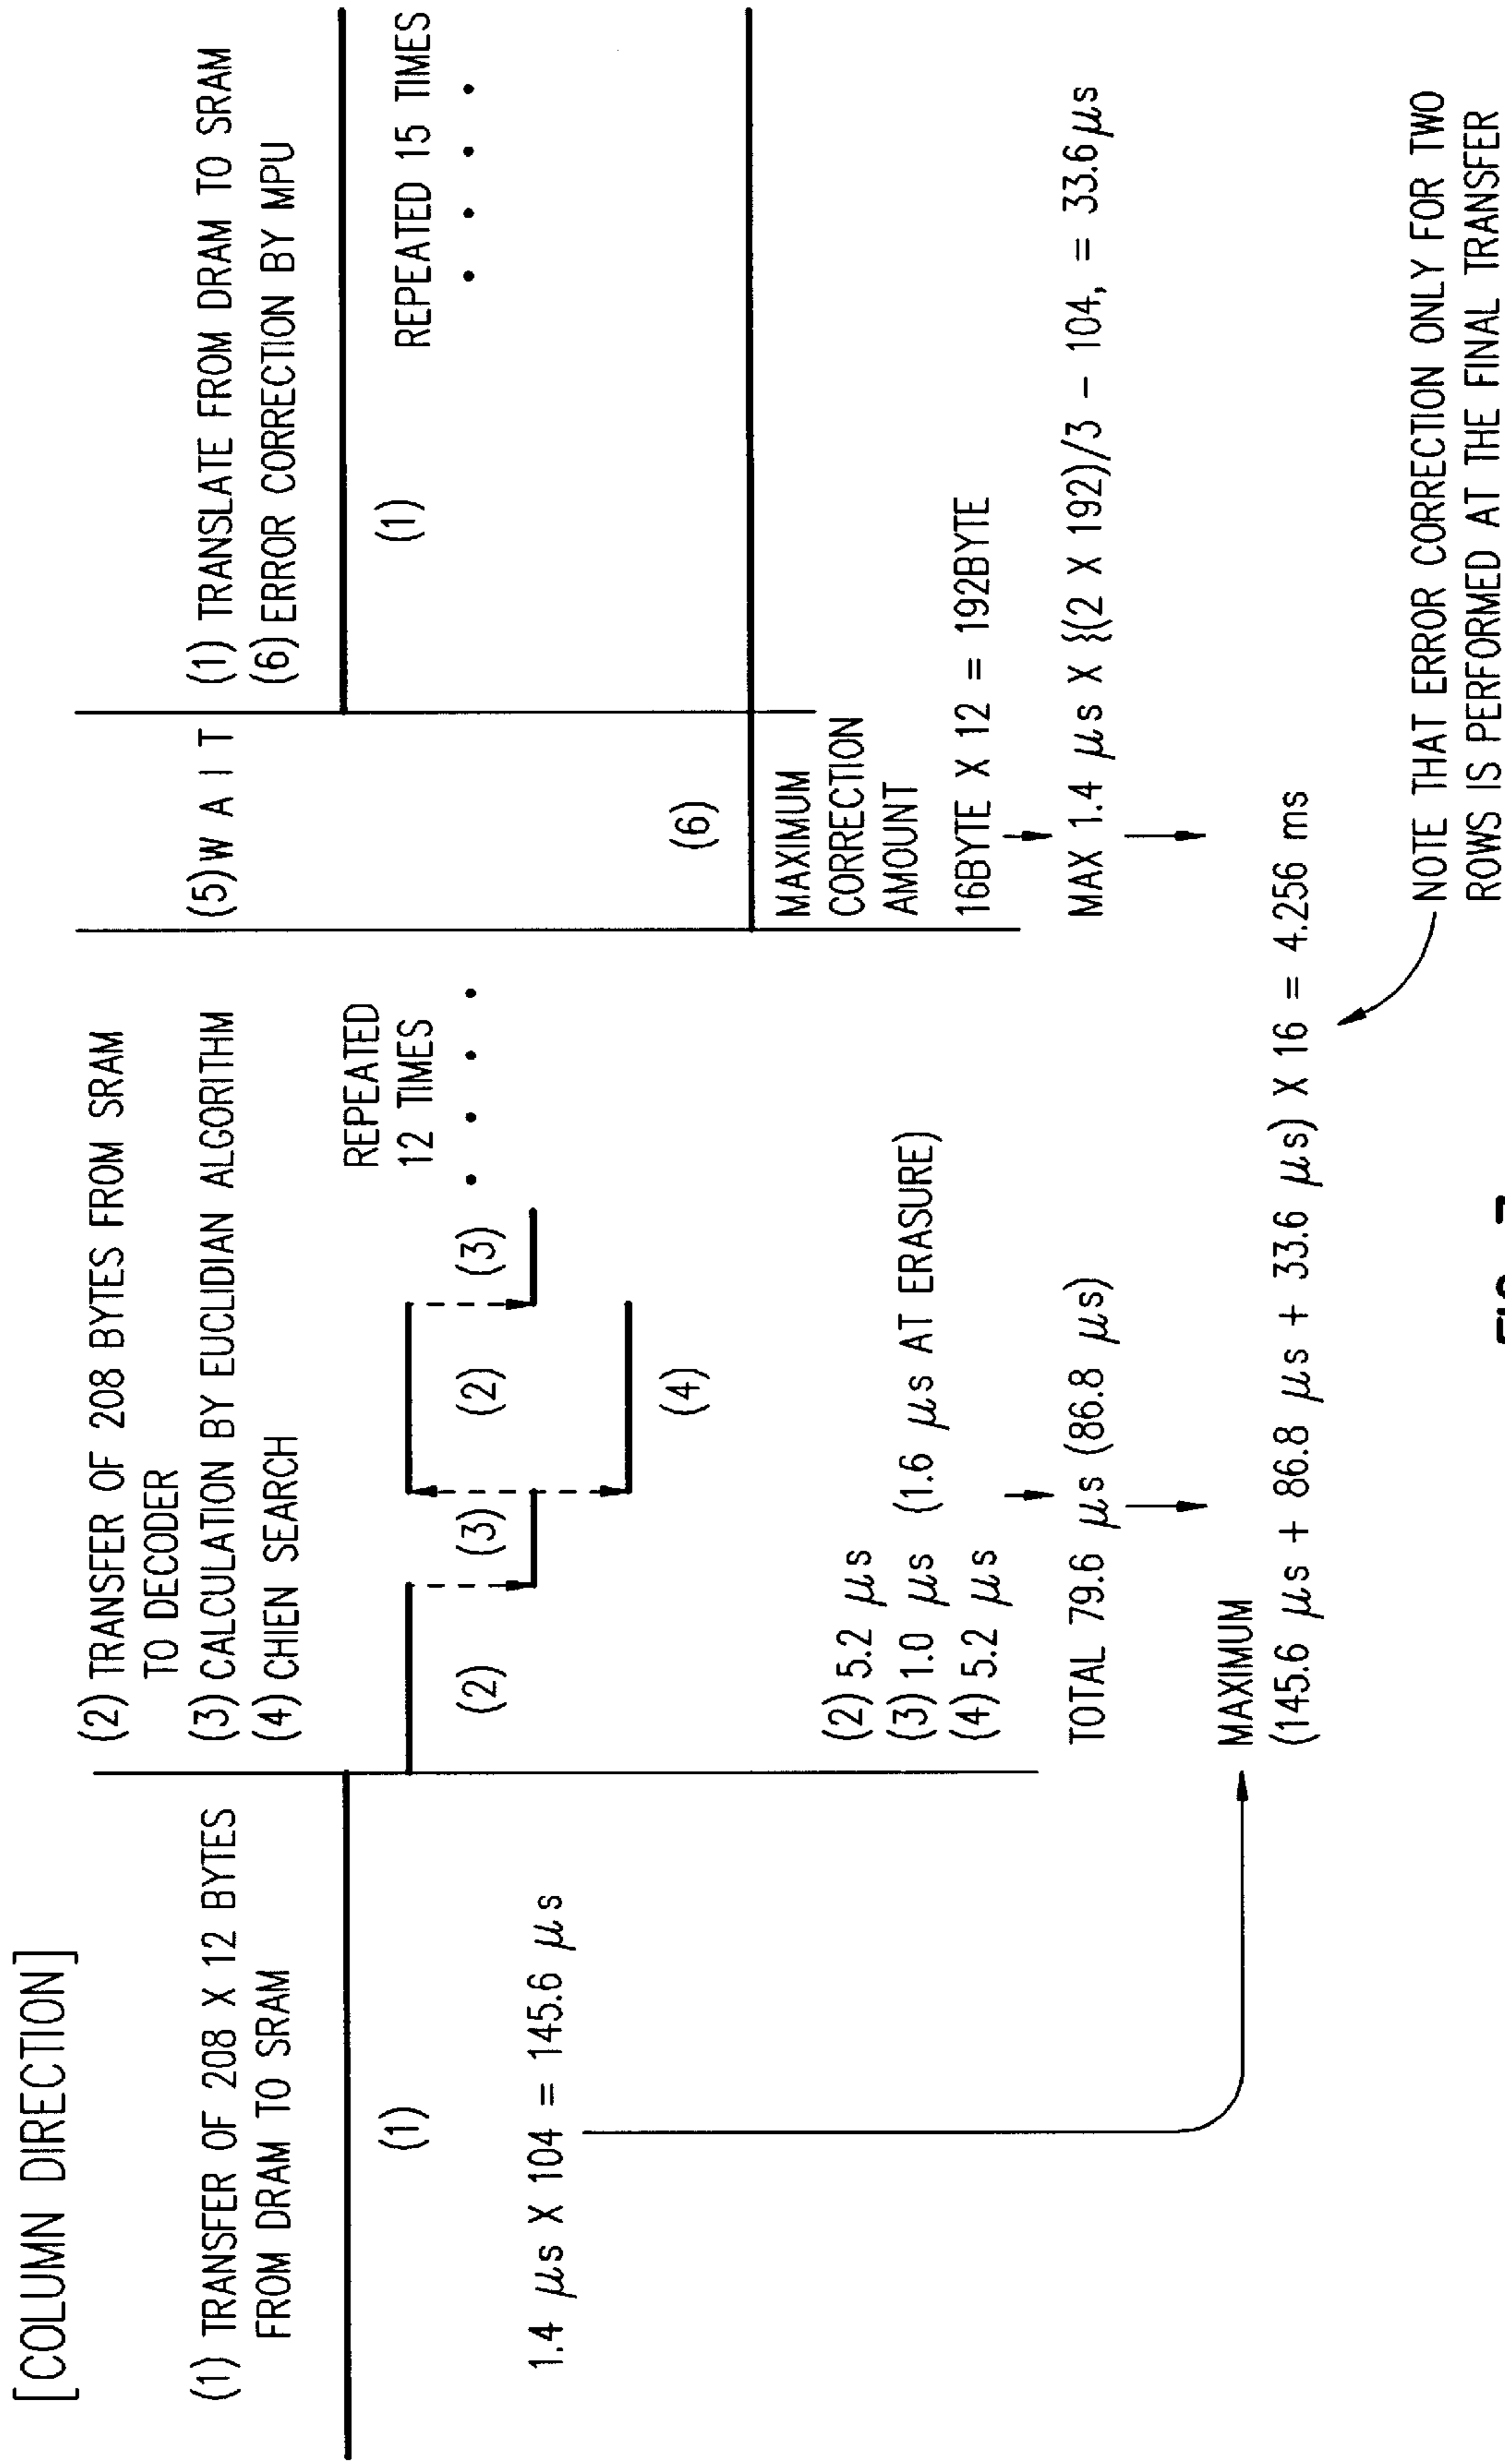 [COLUMN DIRECTION]
(1) TRANSFER OF 208 X 12 BYTES
FROM DRAM TO SRAM
(1)
1.4 μs X 104 = 145.6 μs
(2) TRANSFER OF 208 BYTES FROM SRAM
TO DECODER
(3) CALCULATION BY EUCLIDIAN ALGORITHM
(4) CHIEN SEARCH
REPEATED
12 TIMES
(2)
(3)
(2)
(3)
(4)
(2) 5.2 μs
(3) 1.0 μs (1.6 μs AT ERASURE)
(4) 5.2 μs
TOTAL 79.6 μs (86.8 μs)
MAXIMUM
(145.6 μs + 86.8 μs + 33.6 μs) X 16 = 4.256 ms
(5) W A I T
(6)
MAXIMUM
CORRECTION
AMOUNT
16BYTE X 12 = 192BYTE
MAX 1.4 μs X {(2 X 192)/3 - 104, = 33.6μs
(1) TRANSLATE FROM DRAM TO SRAM
(6) ERROR CORRECTION BY MPU
(1)
REPEATED 15 TIMES
NOTE THAT ERROR CORRECTION ONLY FOR TWO
ROWS IS PERFORMED AT THE FINAL TRANSFER